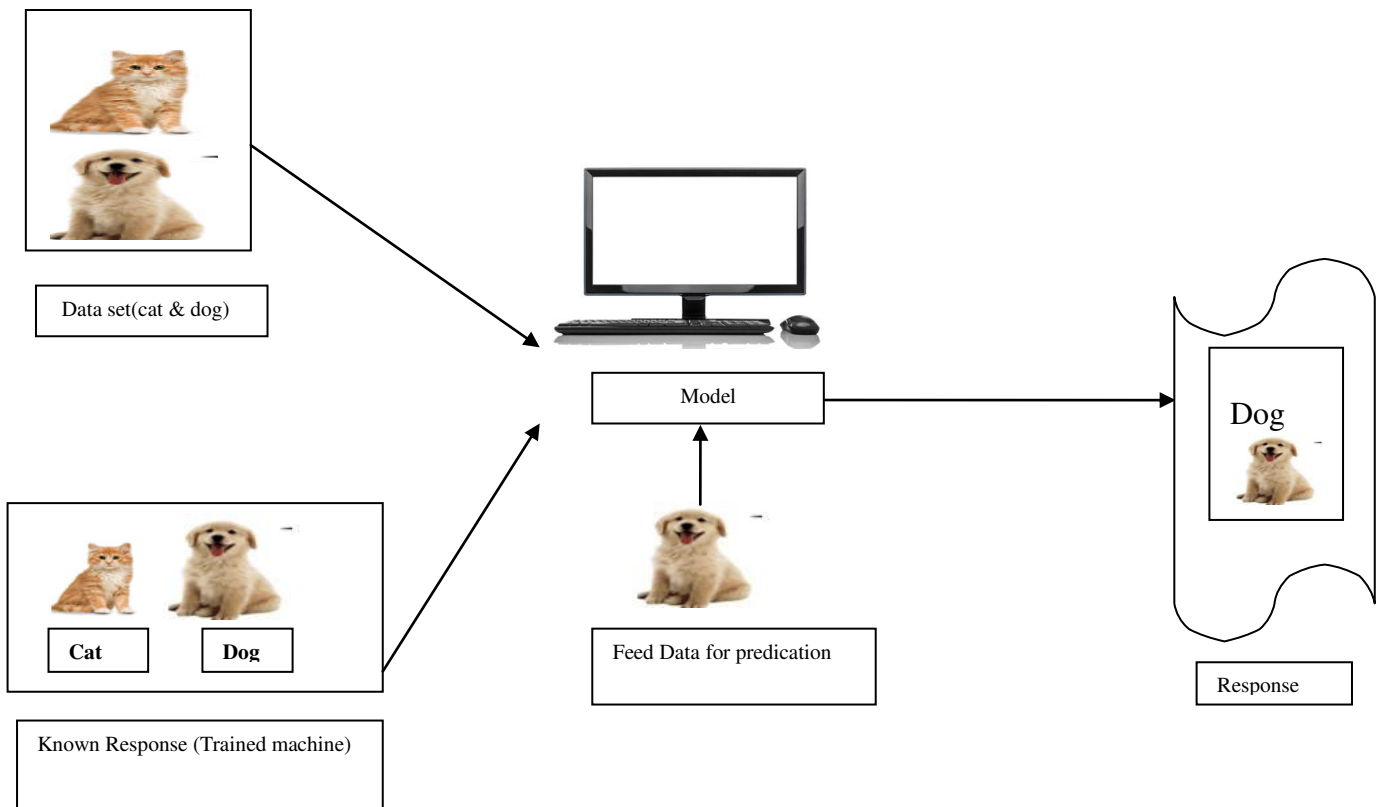 Data set(cat & dog)
Model
Dog
Cat
Dog
Feed Data for predication
Response
Known Response (Trained machine)